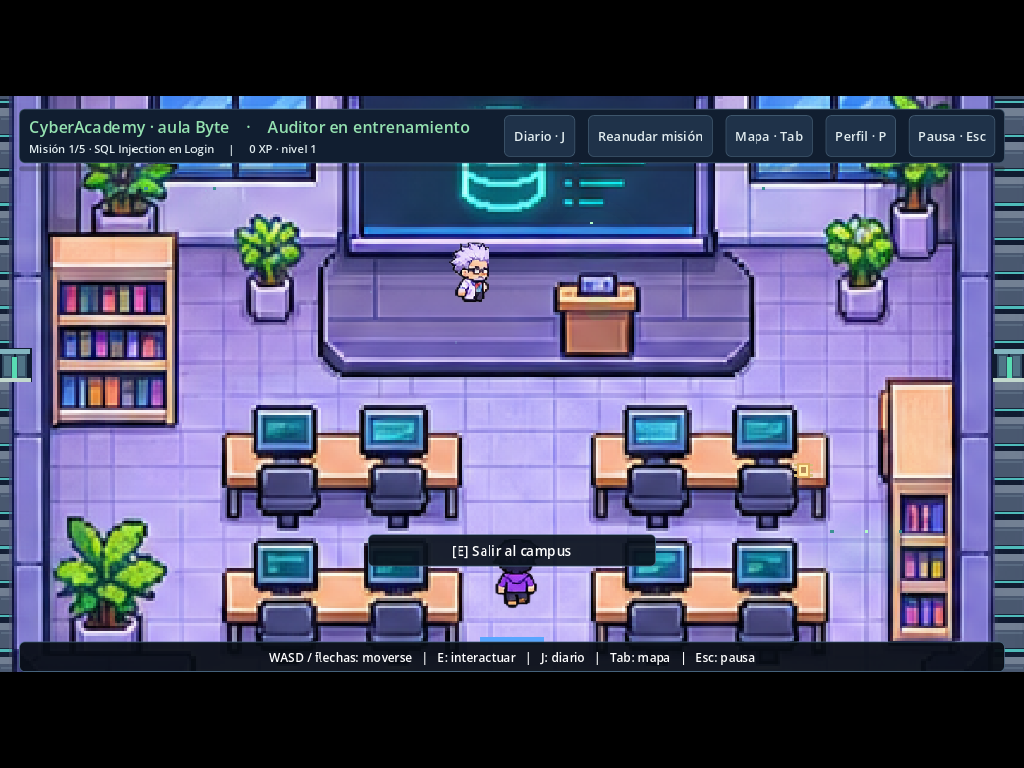 CyberAcademy · aula Byte · Auditor en entrenamiento
Misión 1/5 · SQL Injection en Login | 0 XP · nivel 1
Diario · J
Reanudar misión
Mapa · Tab
Perfil · P
Pausa · Esc
[E] Salir al campus
WASD / flechas: moverse | E: interactuar | J: diario | Tab: mapa | Esc: pausa